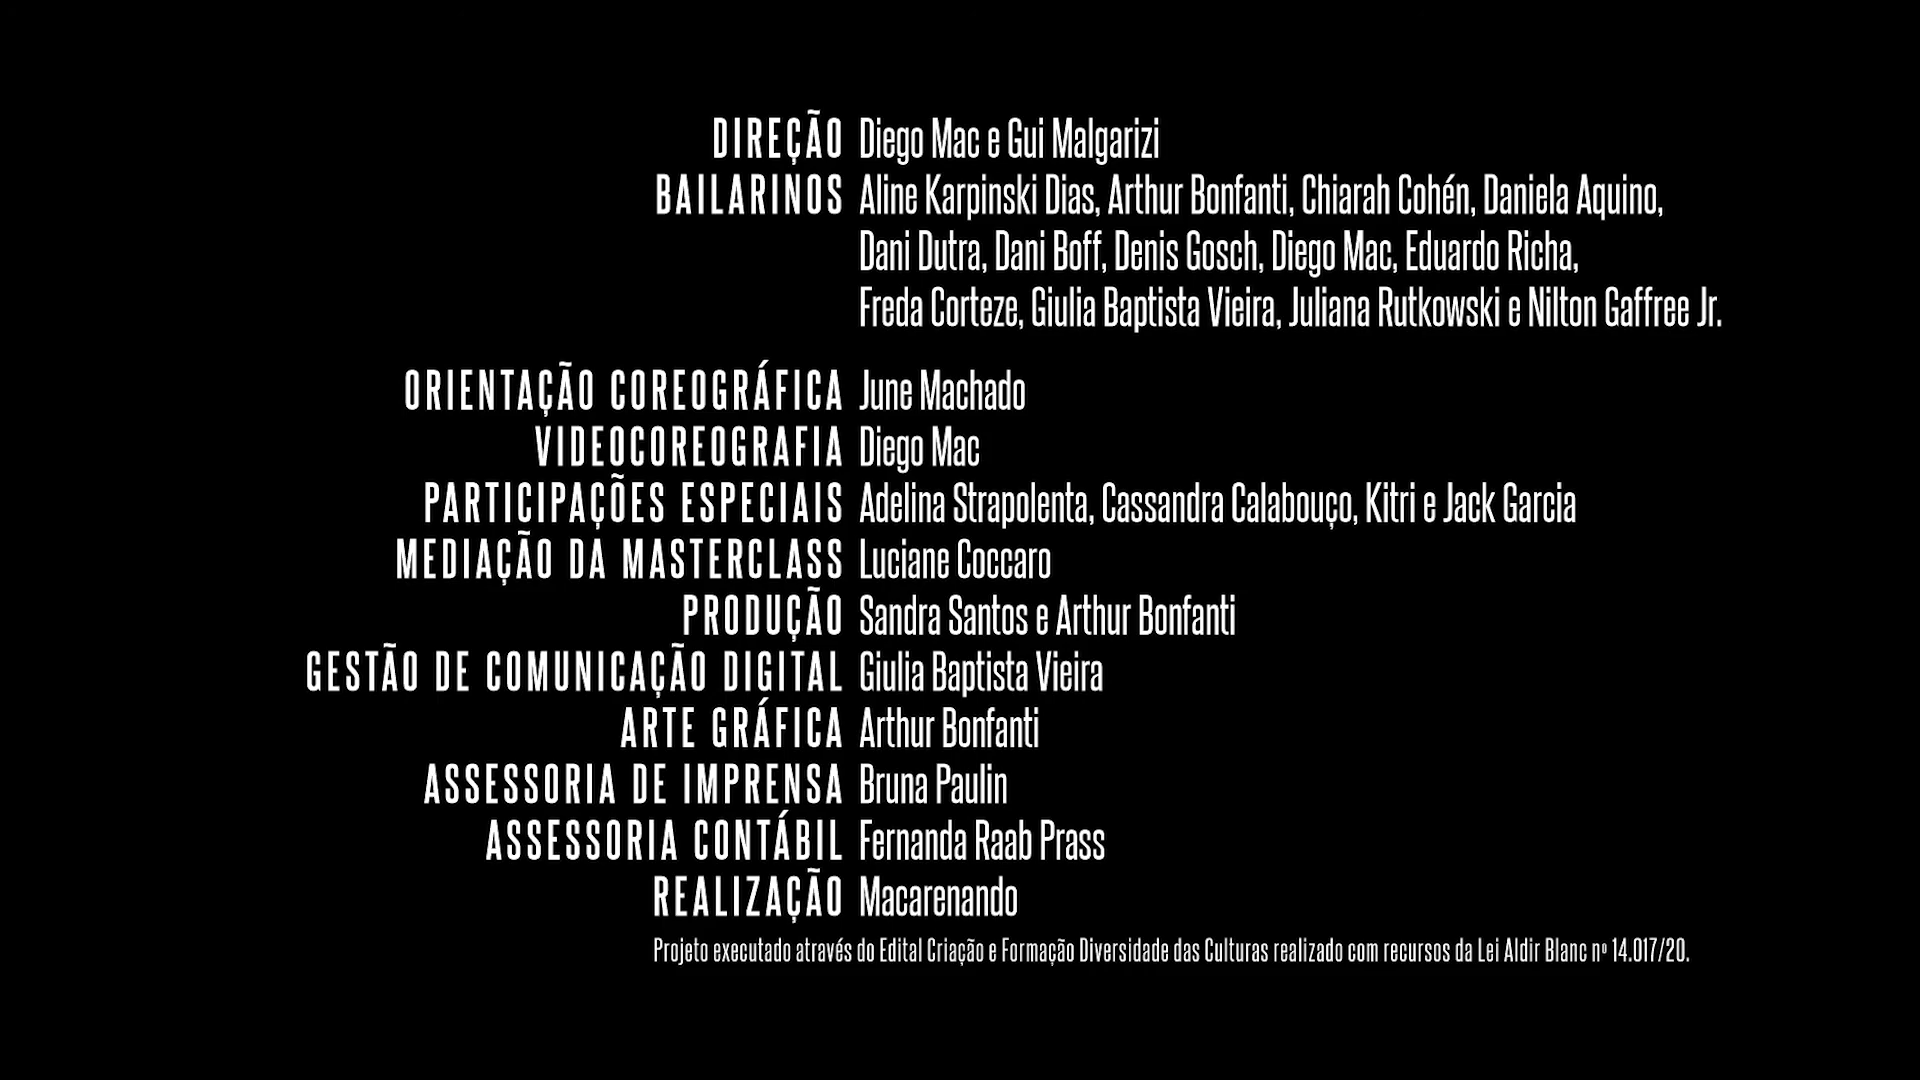 DIREÇÃO Diego Mac e Gui Malgarizi
BAILARINOS Aline Karpinski Dias, Arthur Bonfanti, Chiarah Cohén, Daniela Aquino,
Dani Dutra, Dani Boff, Denis Gosch, Diego Mac, Eduardo Richa,
Freda Corteze, Giulia Baptista Vieira, Juliana Rutkowski e Nilton Gaffree Jr.
ORIENTAÇÃO COREOGRÁFICA June Machado
VIDEOCOREOGRAFIA Diego Mac
PARTICIPAÇÕES ESPECIAIS Adelina Strapolenta, Cassandra Calabouço, Kitri e Jack Garcia
MEDIAÇÃO DA MASTERCLASS Luciane Coccaro
PRODUÇÃO Sandra Santos e Arthur Bonfanti
GESTÃO DE COMUNICAÇÃO DIGITAL Giulia Baptista Vieira
ARTE GRÁFICA Arthur Bonfanti
ASSESSORIA DE IMPRENSA Bruna Paulin
ASSESSORIA CONTÁBIL Fernanda Raab Prass
REALIZAÇÃO Macarenando
Projeto executado através do Edital Criação e Formação Diversidade das Culturas realizado com recursos da Lei Aldir Blanc nº 14.017/20.